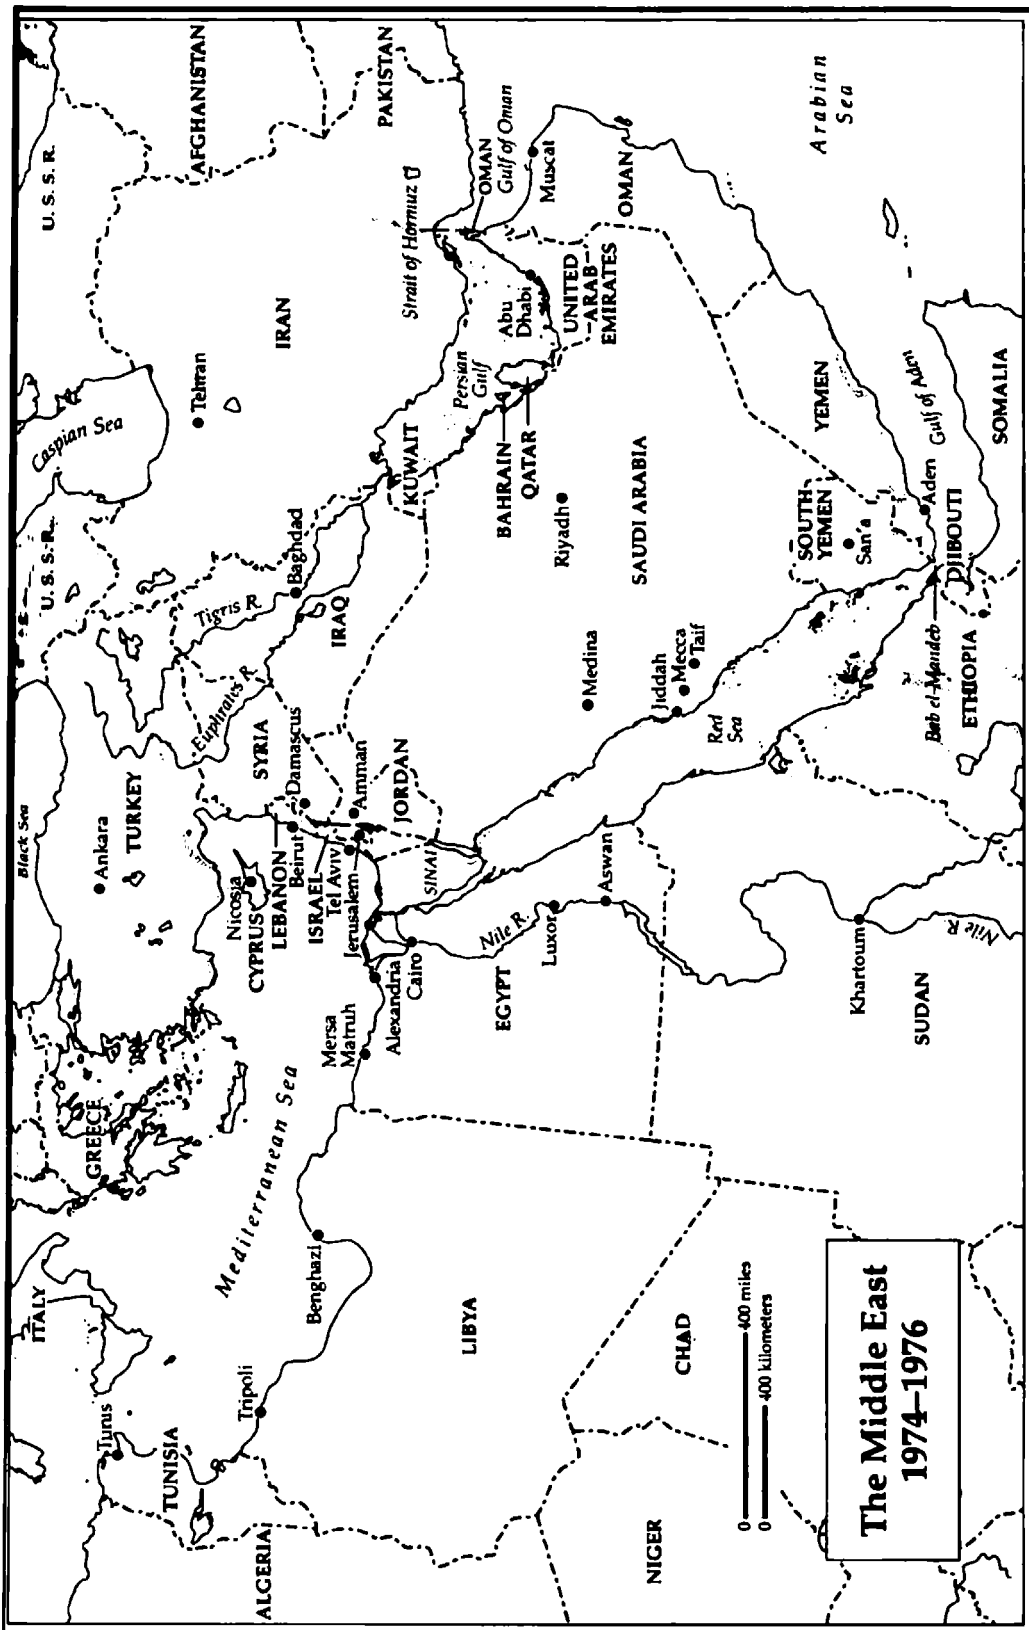 The Middle East
1974–1976
0 400 miles
0 400 kilometers
ITALY
GREECE
Black Sea
Ankara
TURKEY
U. S. S. R.
Caspian Sea
U. S. S. R.
AFGHANISTAN
PAKISTAN
Tehran
IRAN
Tunis
TUNISIA
ALGERIA
Tripoli
Mediterranean Sea
Benghazi
LIBYA
Nicosia
CYPRUS
LEBANON
Beirut
ISRAEL
Tel Aviv
Jerusalem
SYRIA
Damascus
Amman
JORDAN
Euphrates R.
Tigris R.
Baghdad
IRAQ
KUWAIT
Persian
Gulf
Strait of Hormuz
OMAN
Gulf of Oman
Muscat
OMAN
Abu
Dhabi
UNITED
ARAB
EMIRATES
BAHRAIN
QATAR
Riyadh
SAUDI ARABIA
Medina
Jiddah
Mecca
Taif
Red
Sea
Mersa
Matruh
Alexandria
Cairo
SINAI
EGYPT
Nile R.
Luxor
Aswan
NIGER
CHAD
SUDAN
Khartoum
Nile R.
ETHIOPIA
Bab el-Mandeb
DJIBOUTI
SOMALIA
SOUTH
YEMEN
San'a
YEMEN
Aden
Gulf of Aden
Arabian
Sea